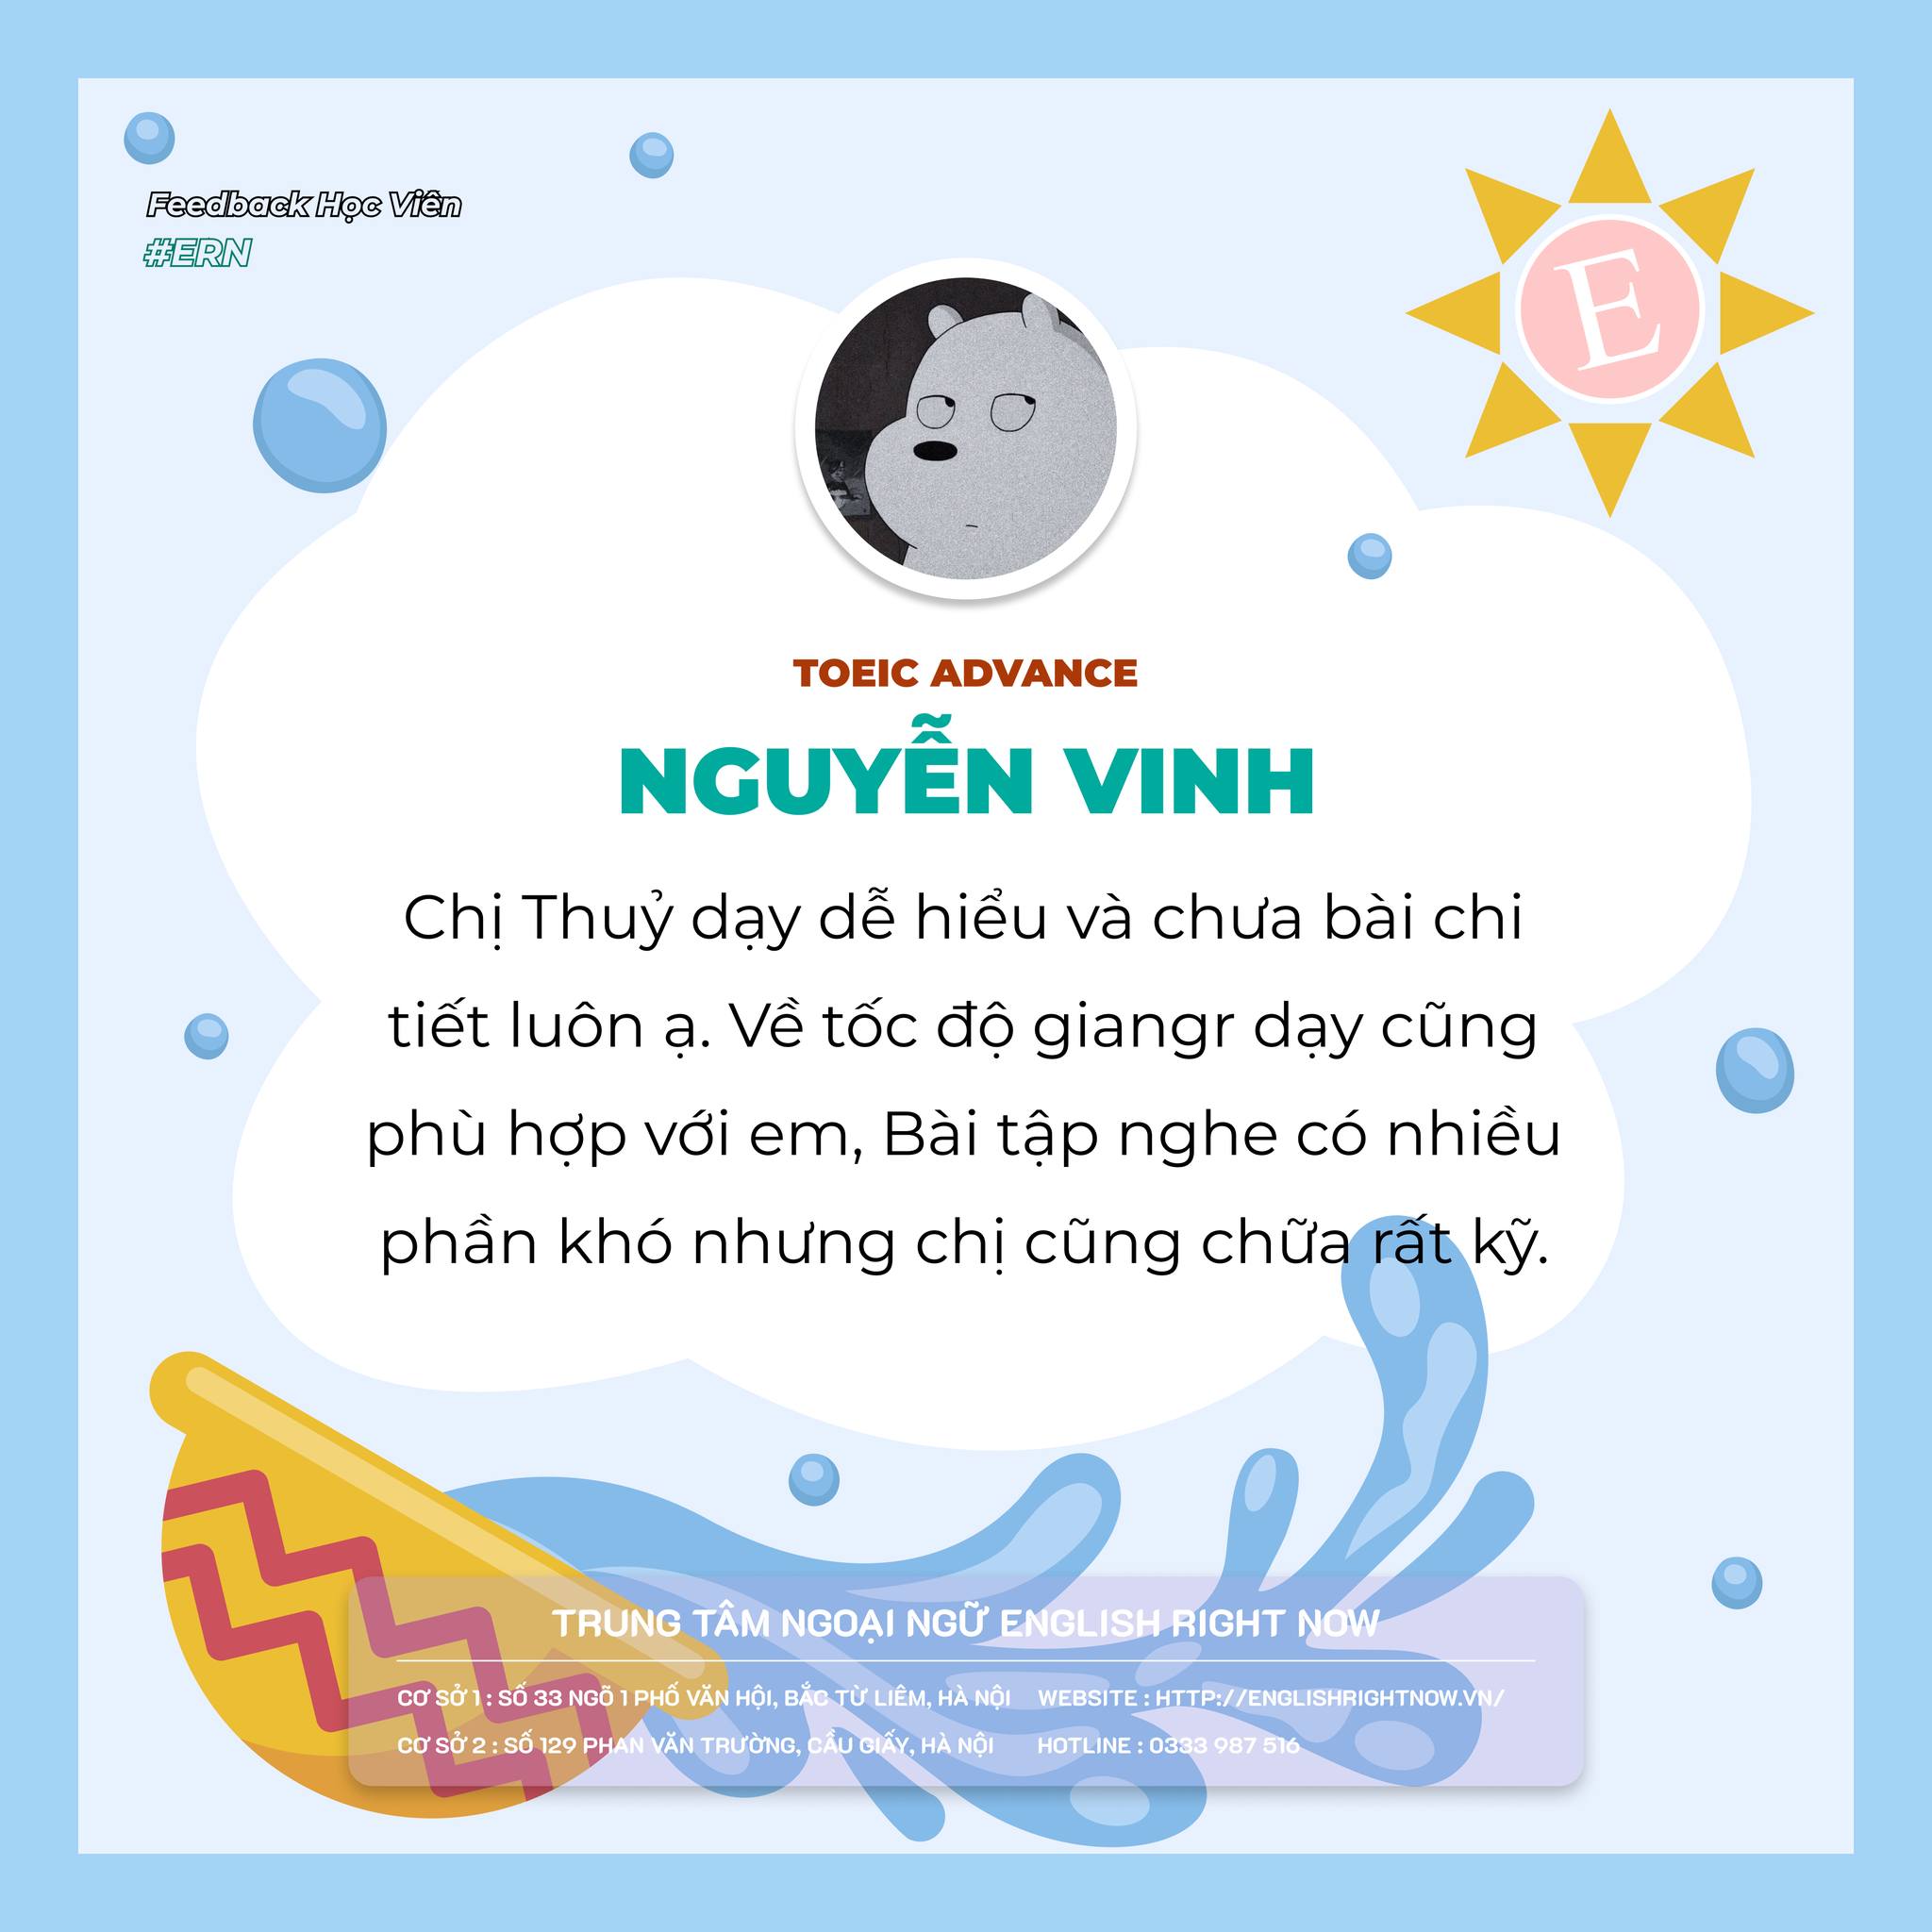 Feedback Học Viên
#ERN
E
TOEIC ADVANCE
NGUYỄN VINH
Chị Thuỷ dạy dễ hiểu và chưa bài chi
tiết luôn ạ. Về tốc độ giangr dạy cũng
phù hợp với em, Bài tập nghe có nhiều
phần khó nhưng chị cũng chữa rất kỹ.
TRUNG TÂM NGOẠI NGỮ ENGLISH RIGHT NOW
CƠ SỞ 1 : SỐ 33 NGÕ 1 PHỐ VĂN HỘI, BẮC TỪ LIÊM, HÀ NỘI
CƠ SỞ 2 : SỐ 129 PHAN VĂN TRƯỜNG, CẦU GIẤY, HÀ NỘI
WEBSITE : HTTP://ENGLISHRIGHTNOW.VN/
HOTLINE : 0333 987 516